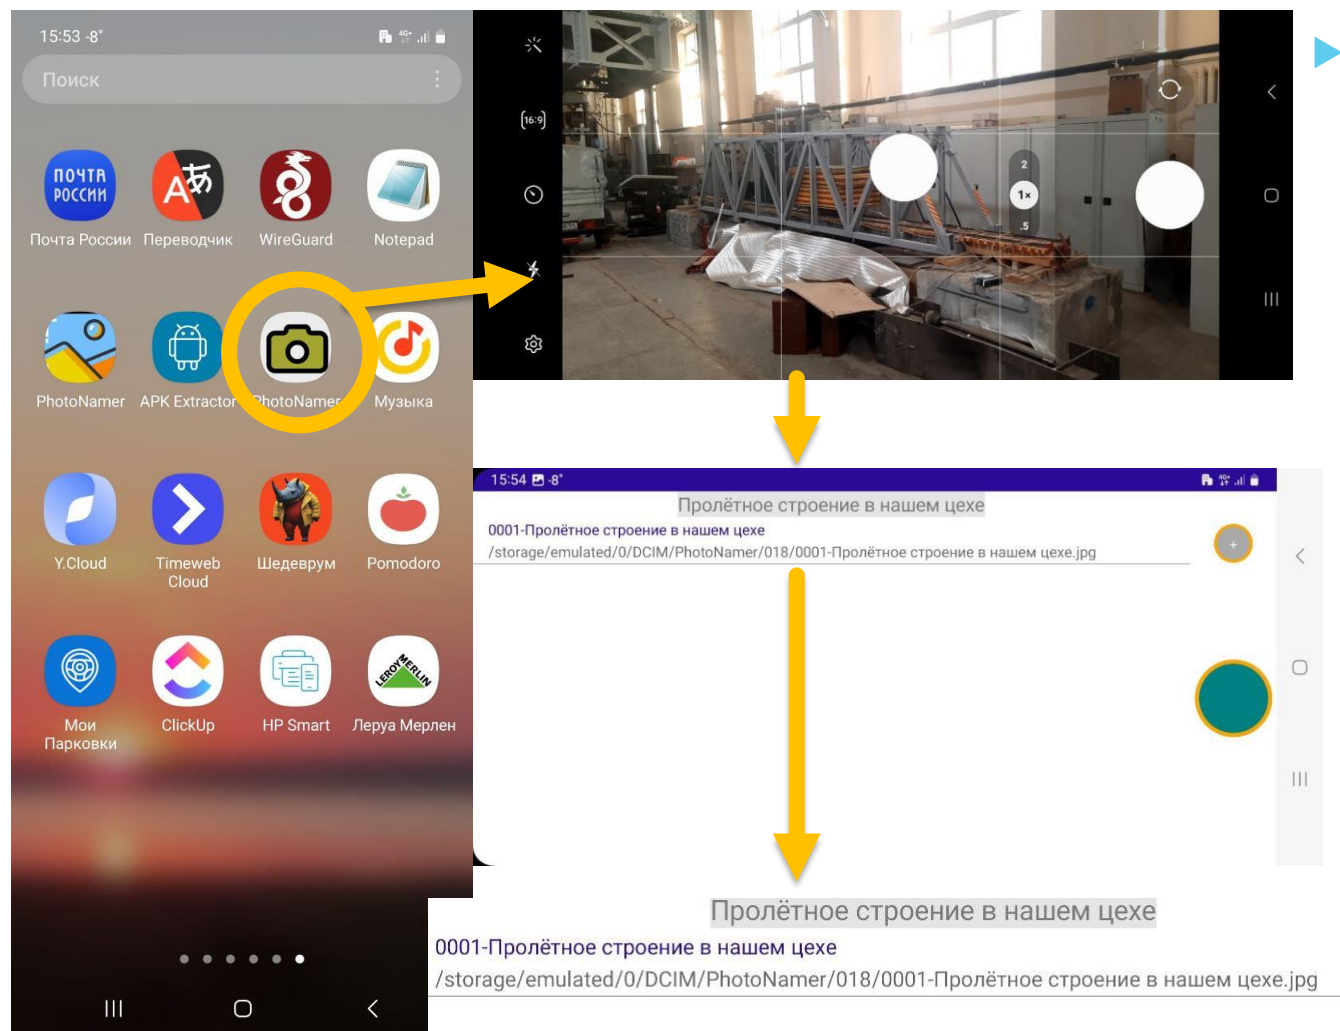 15:53 -8°
4G+
Поиск
ПОЧТА
РОССИИ
A あ
Почта России Переводчик WireGuard Notepad
PhotoNamer APK Extractor PhotoNamer Музыка
Y.Cloud Timeweb Cloud Шедеврум Pomodoro
LEROY MERLIN
Мои Парковки ClickUp HP Smart Леруа Мерлен
16:9
2
1×
.5
15:54 -8°
4G+
Пролётное строение в нашем цехе
0001-Пролётное строение в нашем цехе
/storage/emulated/0/DCIM/PhotoNamer/018/0001-Пролётное строение в нашем цехе.jpg
+
Пролётное строение в нашем цехе
0001-Пролётное строение в нашем цехе
/storage/emulated/0/DCIM/PhotoNamer/018/0001-Пролётное строение в нашем цехе.jpg